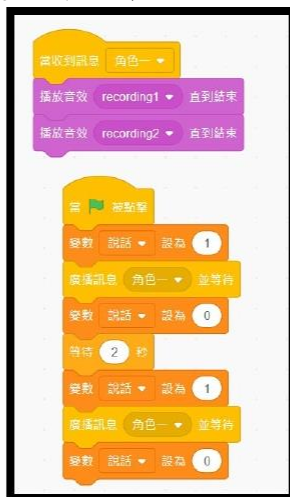 當收到訊息 角色一
播放音效 recording1 直到結束
播放音效 recording2 直到結束
當 被點擊
變數 說話 設為 1
廣播訊息 角色一 並等待
變數 說話 設為 0
等待 2 秒
變數 說話 設為 1
廣播訊息 角色一 並等待
變數 說話 設為 0